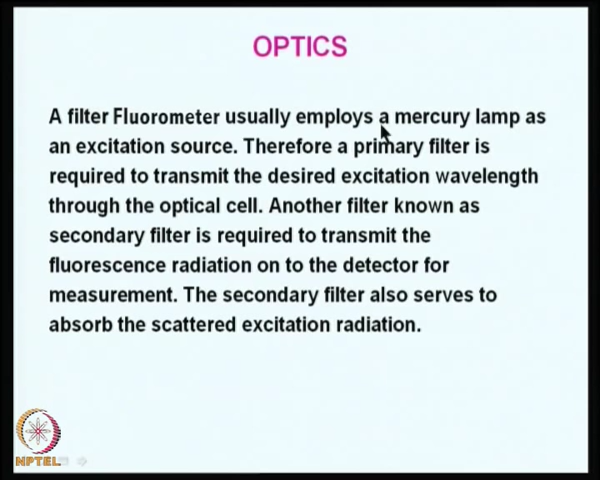 OPTICS
A filter Fluorometer usually employs a mercury lamp as
an excitation source. Therefore a primary filter is
required to transmit the desired excitation wavelength
through the optical cell. Another filter known as
secondary filter is required to transmit the
fluorescence radiation on to the detector for
measurement. The secondary filter also serves to
absorb the scattered excitation radiation.
NPTEL